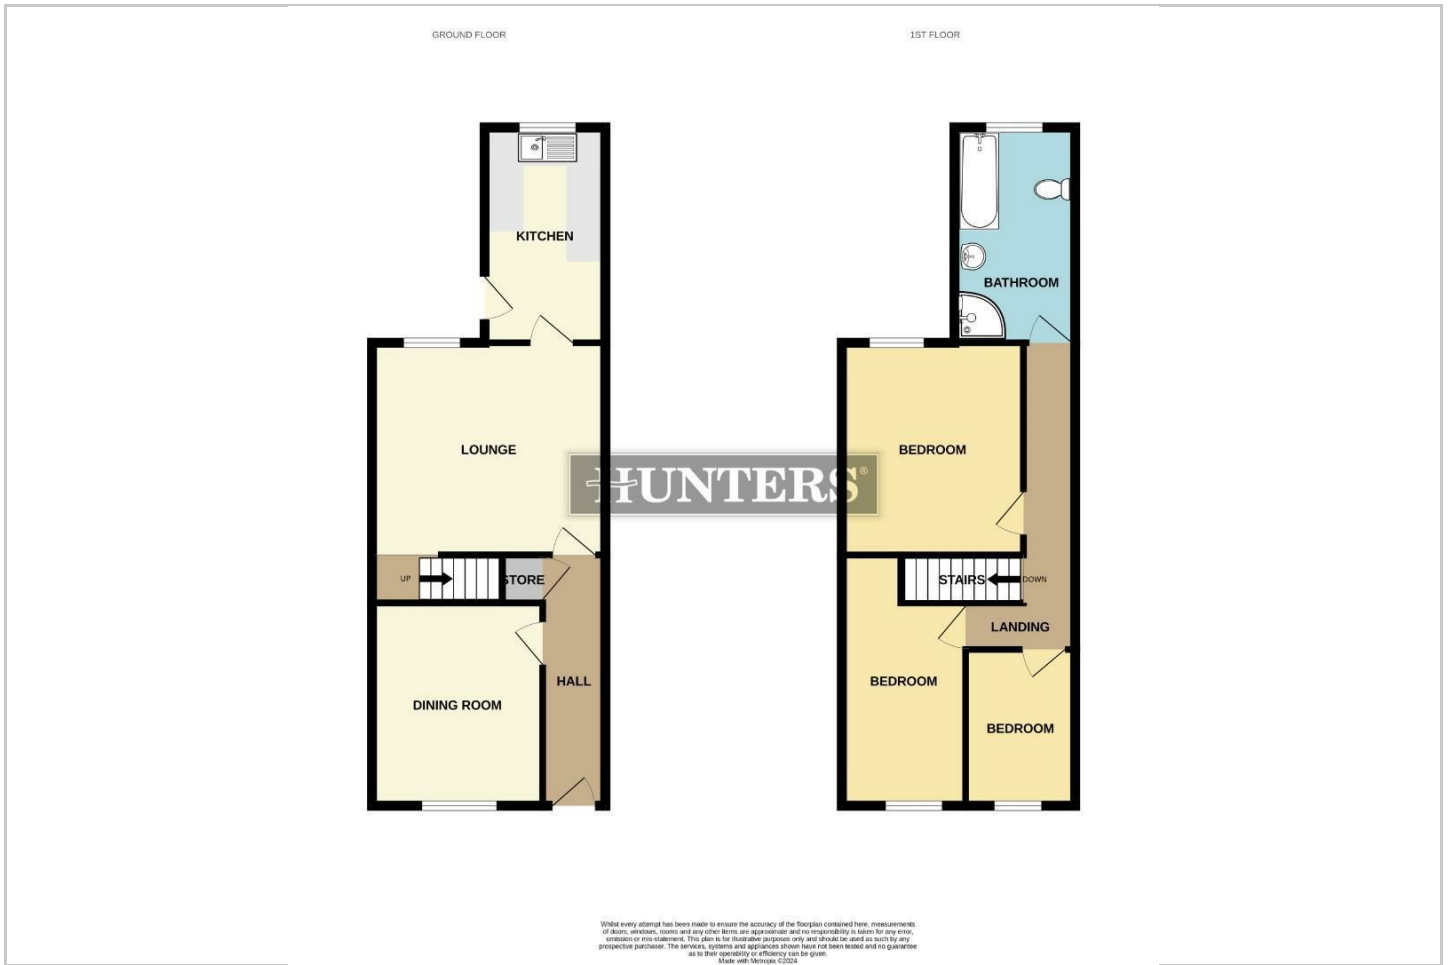 GROUND FLOOR
1ST FLOOR
KITCHEN
BATHROOM
LOUNGE
BEDROOM
HUNTERS®
UP
STORE
STAIRS
DOWN
LANDING
HALL
BEDROOM
DINING ROOM
BEDROOM
Whilst every attempt has been made to ensure the accuracy of the floorplan contained here, measurements
of doors, windows, rooms and any other items are approximate and no responsibility is taken for any error,
omission or mis-statement. This plan is for illustrative purposes only and should be used as such by any
prospective purchaser. The services, systems and appliances shown have not been tested and no guarantee
as to their operability or efficiency can be given.
Made with Metropix ©2024